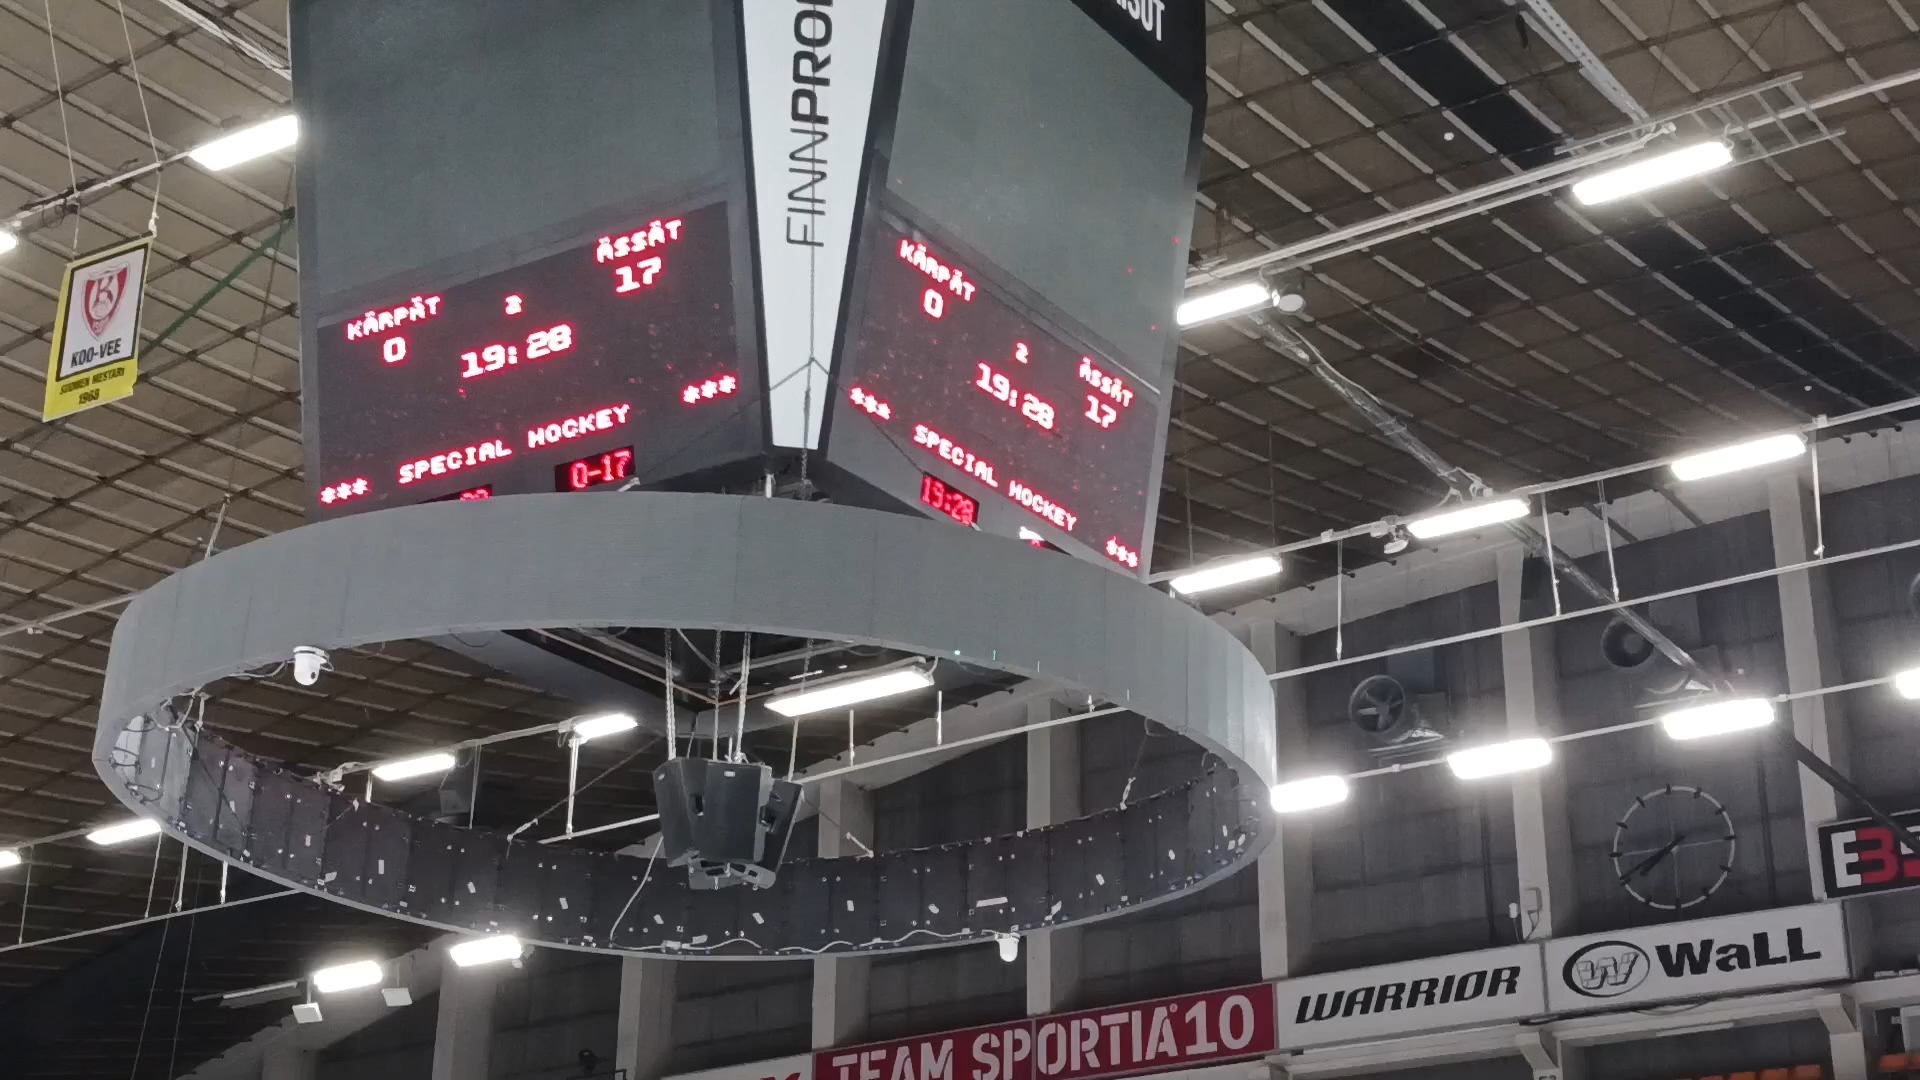 FINNPRO
ÄSSÄT
17
KÄRPÄT
0
2
19:28
***
SPECIAL HOCKEY
***
0-17
KÄRPÄT
0
2
19:28
ÄSSÄT
17
***
SPECIAL HOCKEY
***
19:28
K
KOO-VEE
SUOMEN MESTARI
1968
TEAM SPORTIA 10
WARRIOR
W WaLL